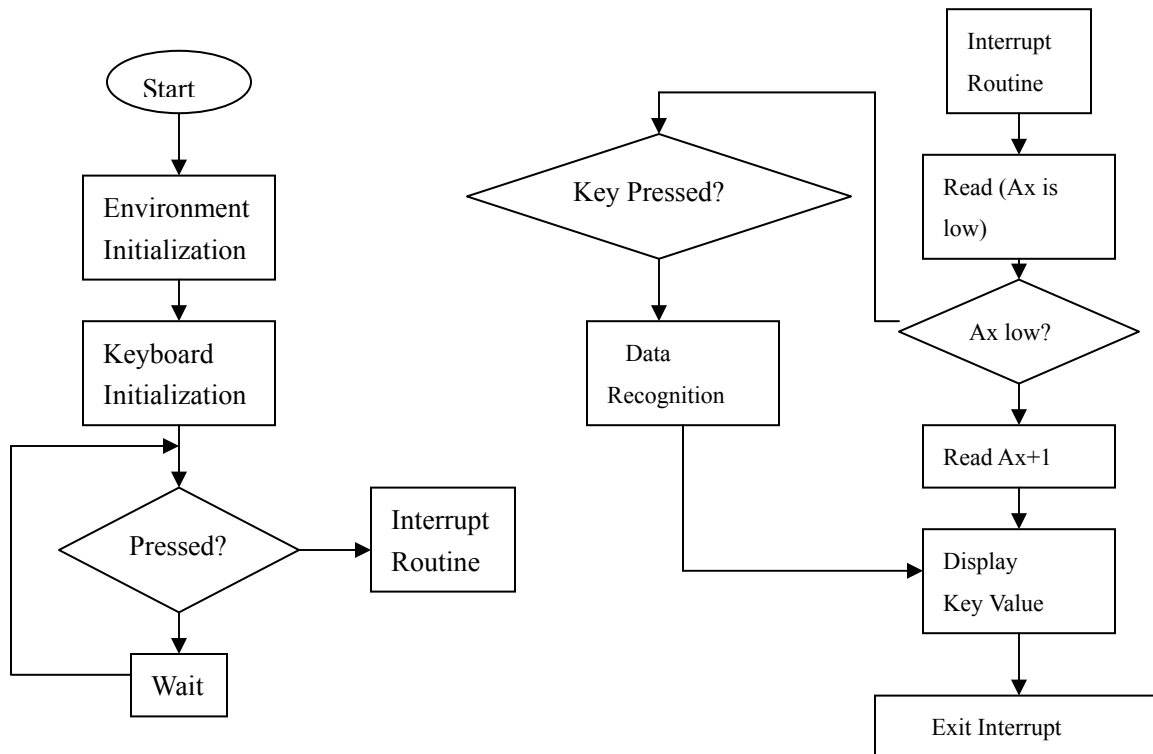 Start
Environment
Initialization
Keyboard
Initialization
Pressed?
Interrupt
Routine
Wait
Interrupt
Routine
Read (Ax is
low)
Ax low?
Key Pressed?
Data
Recognition
Read Ax+1
Display
Key Value
Exit Interrupt